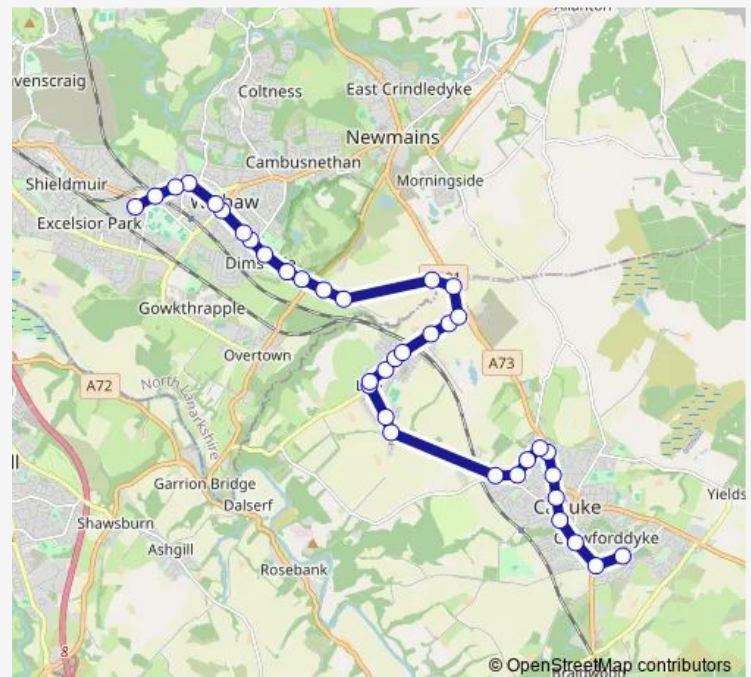 Allanton
venscraig
Coltness
East Crindledyke
Newmains
Cambusnethan
Shieldmuir
Morningside
Excelsior Park
Gowkthrapple
Overtown
A73
A72
North Lanarkshire
Garrion Bridge
Dalserf
Shawsburn
Ashgill
Yields
Rosebank
8
© OpenStreetMap contributors